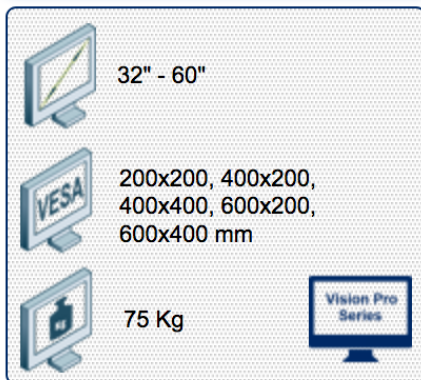 32" - 60"
VESA
200x200, 400x200,
400x400, 600x200,
600x400 mm
KG
75 Kg
Vision Pro
Series